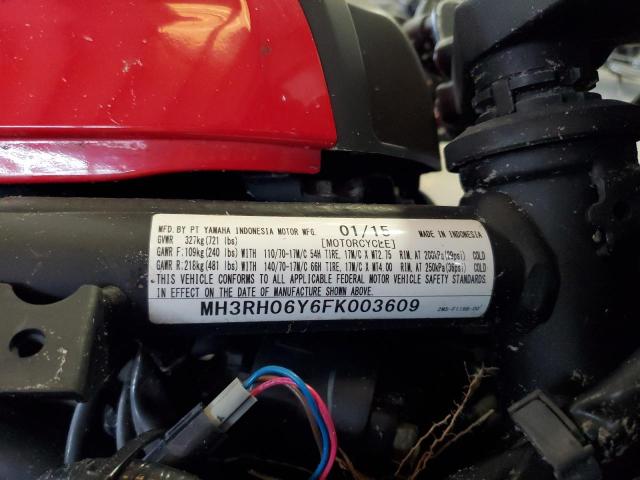 MFD. BY PT YAMAHA INDONESIA MOTOR MFG. 01/15 MADE IN INDONESIA
GVWR 327kg (721 lbs) [MOTORCYCLE]
GAWR F:109kg (240 lbs) WITH 110/70-17M/C 54H TIRE, 17M/C X MT2.75 RIM, AT 200kPa (29psi) COLD
GAWR R:218kg (481 lbs) WITH 140/70-17M/C 66H TIRE, 17M/C X MT4.00 RIM, AT 250kPa (36psi) COLD
THIS VEHICLE CONFORMS TO ALL APPLICABLE FEDERAL MOTOR VEHICLE SAFETY STANDARDS
IN EFFECT ON THE DATE OF MANUFACTURE SHOWN ABOVE.
MH3RH06Y6FK003609